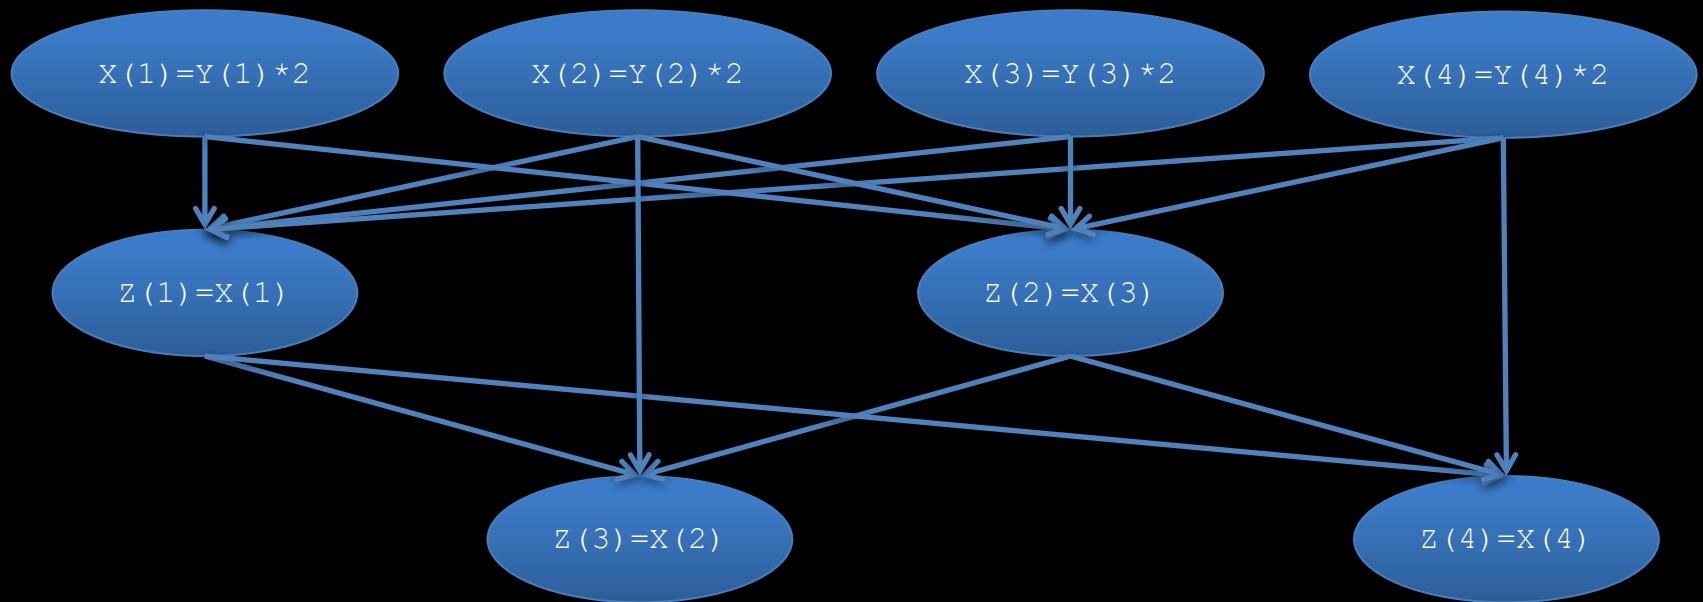 X(1)=Y(1)*2
X(2)=Y(2)*2
X(3)=Y(3)*2
X(4)=Y(4)*2
Z(1)=X(1)
Z(2)=X(3)
Z(3)=X(2)
Z(4)=X(4)